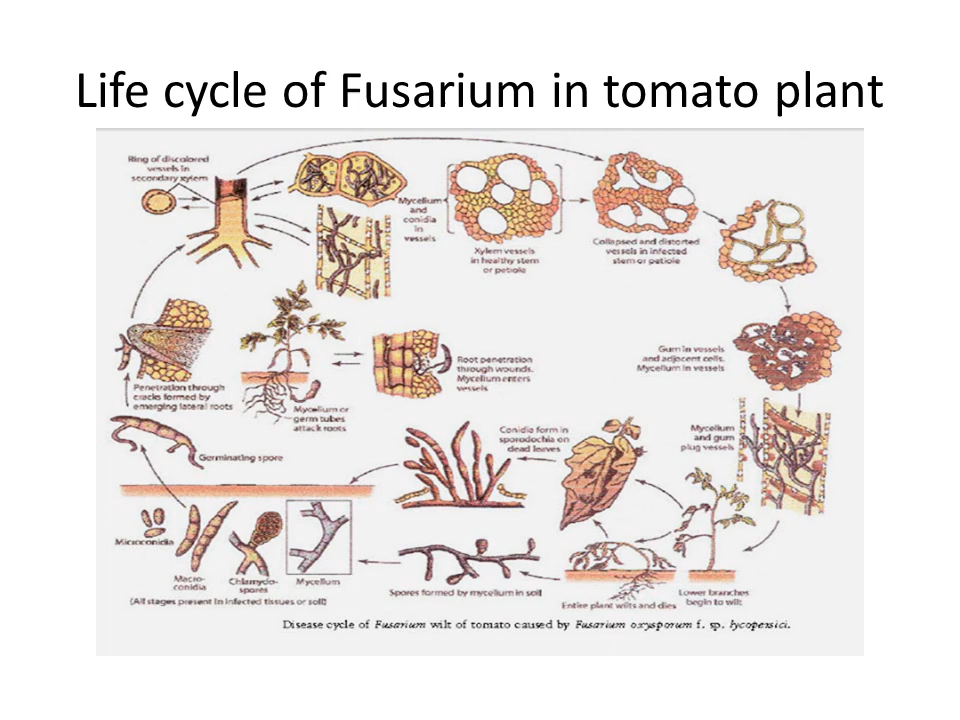 Life cycle of Fusarium in tomato plant
Ring of discolored
vessels in
secondary xylem
Mycelium
and
conidia
in
vessels
Xylem vessels
in healthy stem
or petiole
Collapsed and distorted
vessels in infected
stem or petiole
Gum in vessels
and adjacent cells.
Mycelium in vessels
Root penetration
through wounds.
Mycelium enters
vessels
Penetration through
cracks formed by
emerging lateral roots
Mycelium or
germ tubes
attack roots
Mycelium
and gum
plug vessels
Conidia form in
sporodochia on
dead leaves
Germinating spore
Microconidia
Macro-
conidia
Chlamydo-
spores
Mycelium
(All stages present in infected tissues or soil)
Spores formed by mycelium in soil
Entire plant wilts and dies
Lower branches
begin to wilt
Disease cycle of Fusarium wilt of tomato caused by Fusarium oxysporum f. sp. lycopersici.